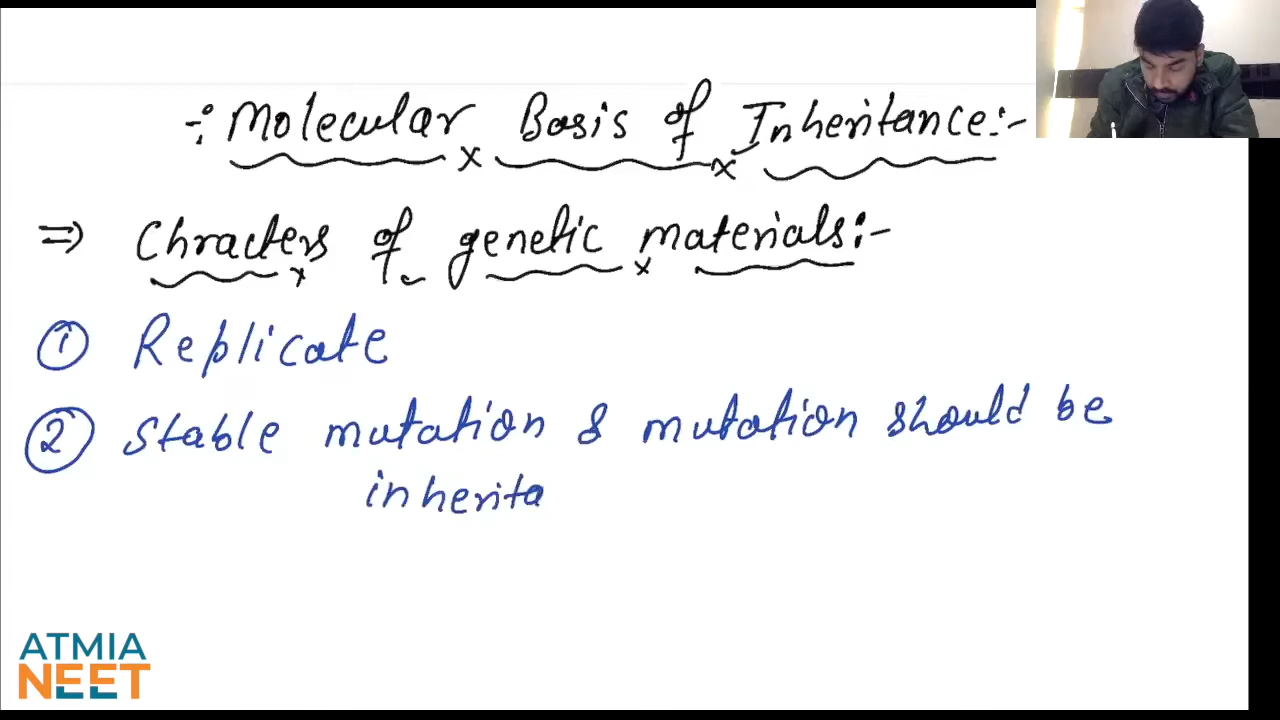 :- Molecular Basis of Inheritance:-
⇒ Chracters of genetic materials:-
① Replicate
② Stable mutation & mutation should be
inherita
ATMIA
NEET